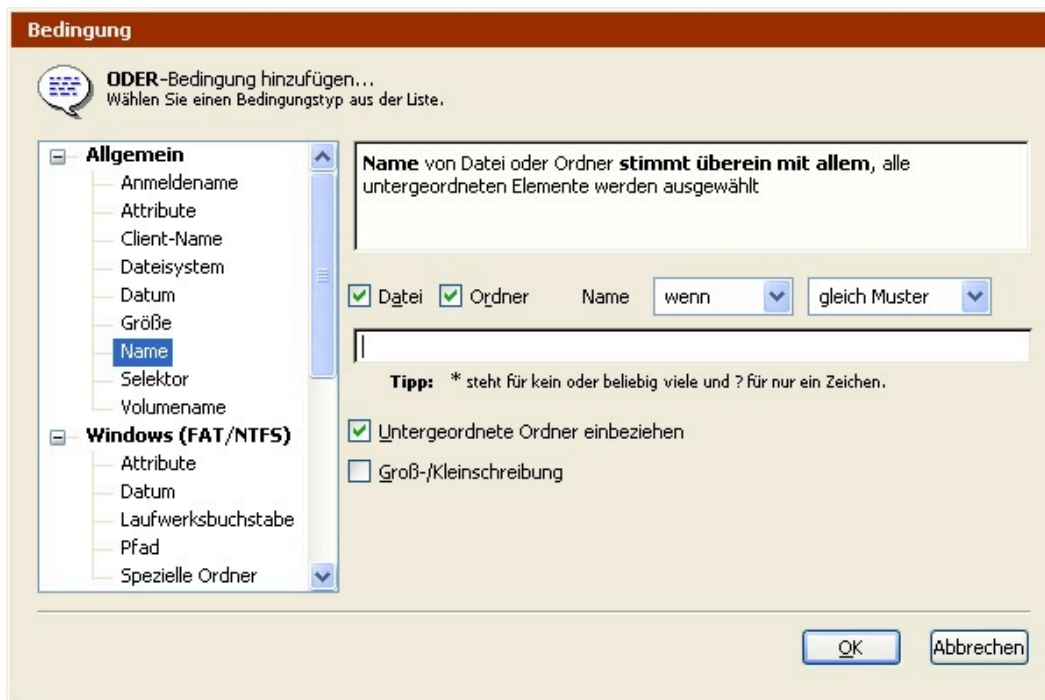 Bedingung
ODER-Bedingung hinzufügen...
Wählen Sie einen Bedingungstyp aus der Liste.
Allgemein
Anmeldename
Attribute
Client-Name
Dateisystem
Datum
Größe
Name
Selektor
Volumename
Windows (FAT/NTFS)
Attribute
Datum
Laufwerksbuchstabe
Pfad
Spezielle Ordner
Name von Datei oder Ordner stimmt überein mit allem, alle
untergeordneten Elemente werden ausgewählt
Datei Ordner Name wenn gleich Muster
Tipp: * steht für kein oder beliebig viele und ? für nur ein Zeichen.
Untergeordnete Ordner einbeziehen
Groß-/Kleinschreibung
OK Abbrechen